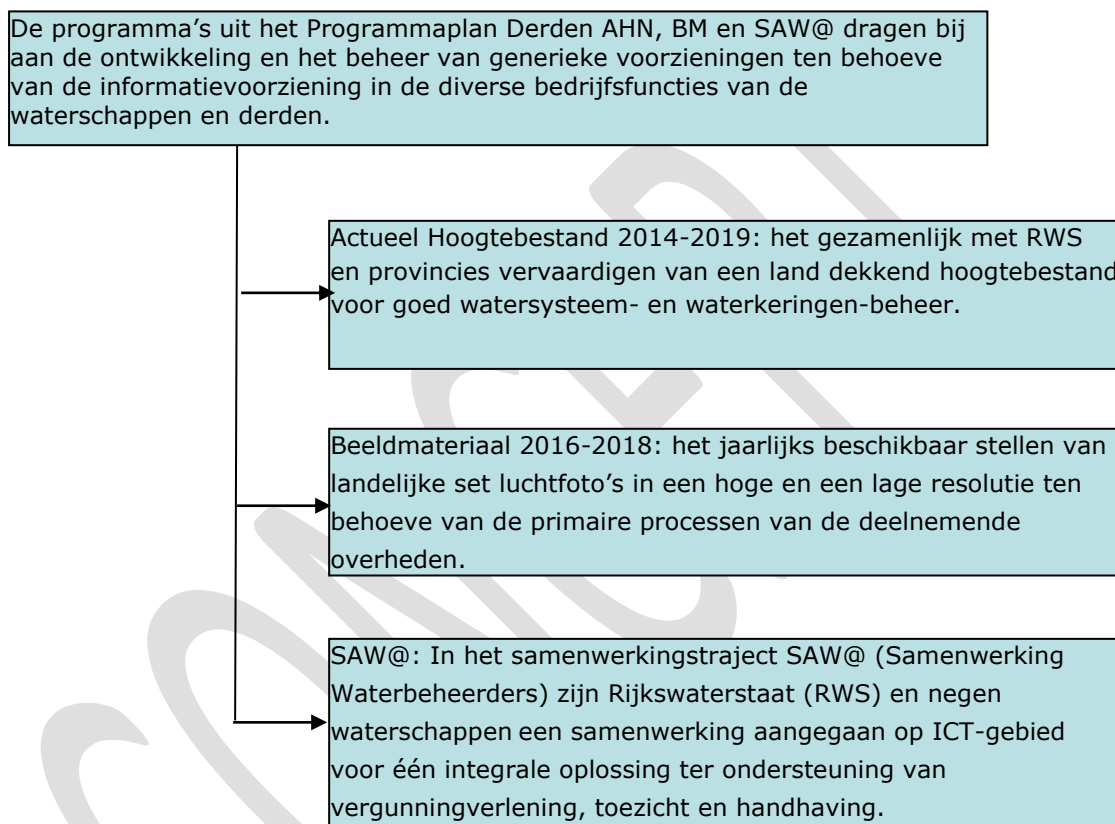 De programma’s uit het Programmaplan Derden AHN, BM en SAW@ dragen bij
aan de ontwikkeling en het beheer van generieke voorzieningen ten behoeve
van de informatievoorziening in de diverse bedrijfsfuncties van de
waterschappen en derden.
Actueel Hoogtebestand 2014-2019: het gezamenlijk met RWS
en provincies vervaardigen van een land dekkend hoogtebestand
voor goed watersysteem- en waterkeringen-beheer.
Beeldmateriaal 2016-2018: het jaarlijks beschikbaar stellen van
landelijke set luchtfoto’s in een hoge en een lage resolutie ten
behoeve van de primaire processen van de deelnemende
overheden.
SAW@: In het samenwerkingstraject SAW@ (Samenwerking
Waterbeheerders) zijn Rijkswaterstaat (RWS) en negen
waterschappen een samenwerking aangegaan op ICT-gebied
voor één integrale oplossing ter ondersteuning van
vergunningverlening, toezicht en handhaving.
CONCEPT